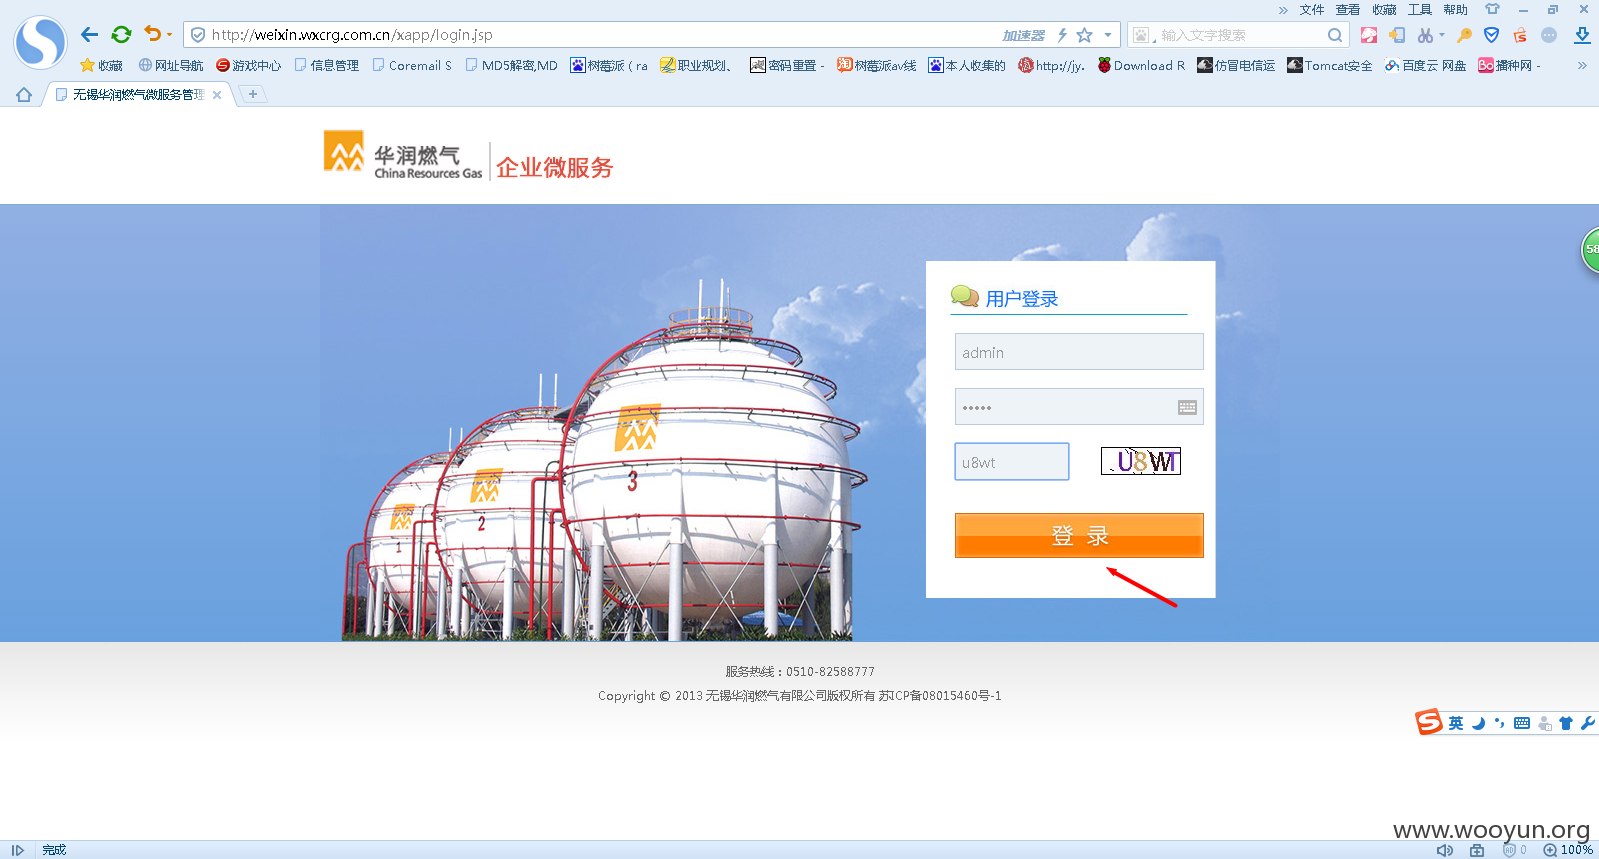 » 文件 查看 收藏 工具 帮助
http://weixin.wxcrg.com.cn/xapp/login.jsp 加速器 输入文字搜索
收藏 网址导航 游戏中心 信息管理 Coremail S MD5解密,MD 树莓派（ra 职业规划、 密码重置 - 树莓派av线 本人收集的 http://jy. Download R 仿冒电信运 Tomcat安全 百度云 网盘 播种网 - »
无锡华润燃气微服务管理
华润燃气
China Resources Gas
企业微服务
58
用户登录
admin
•••••
u8wt U8WT
登 录
1 2 3
服务热线：0510-82588777
Copyright © 2013 无锡华润燃气有限公司版权所有 苏ICP备08015460号-1
S 英
www.wooyun.org
完成 0 100%